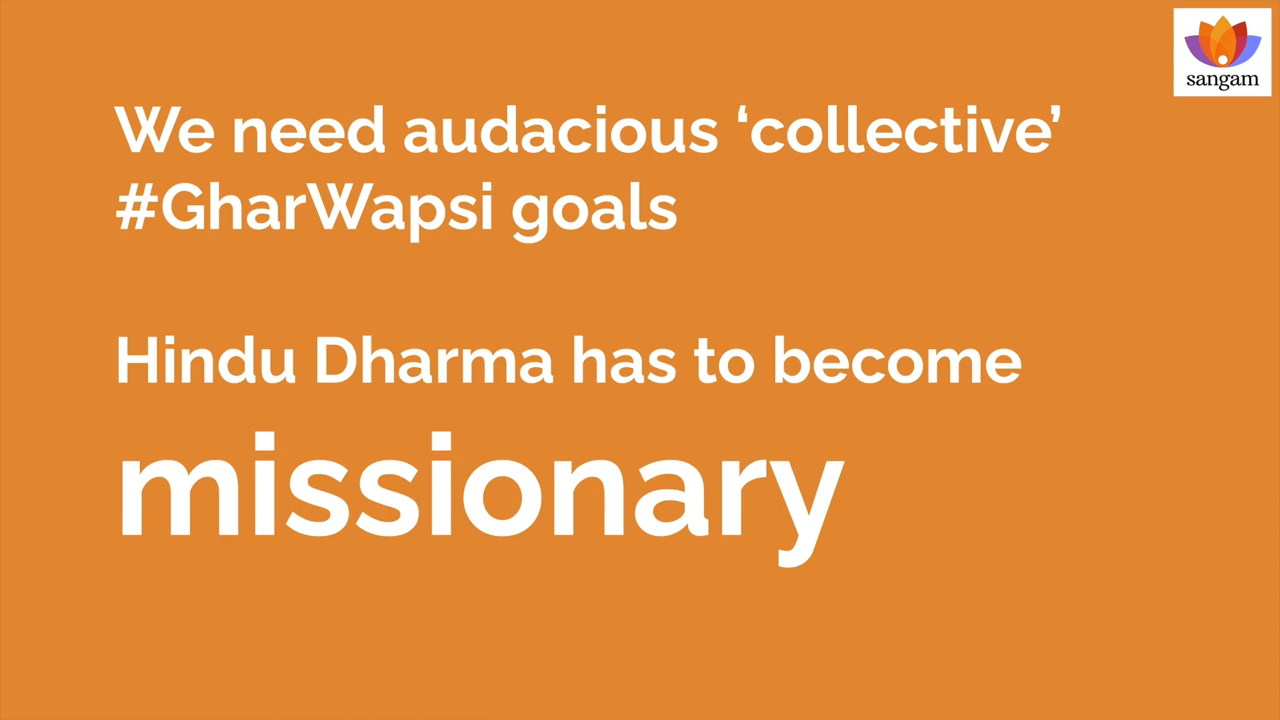 sangam
We need audacious ‘collective’
#GharWapsi goals
Hindu Dharma has to become
missionary